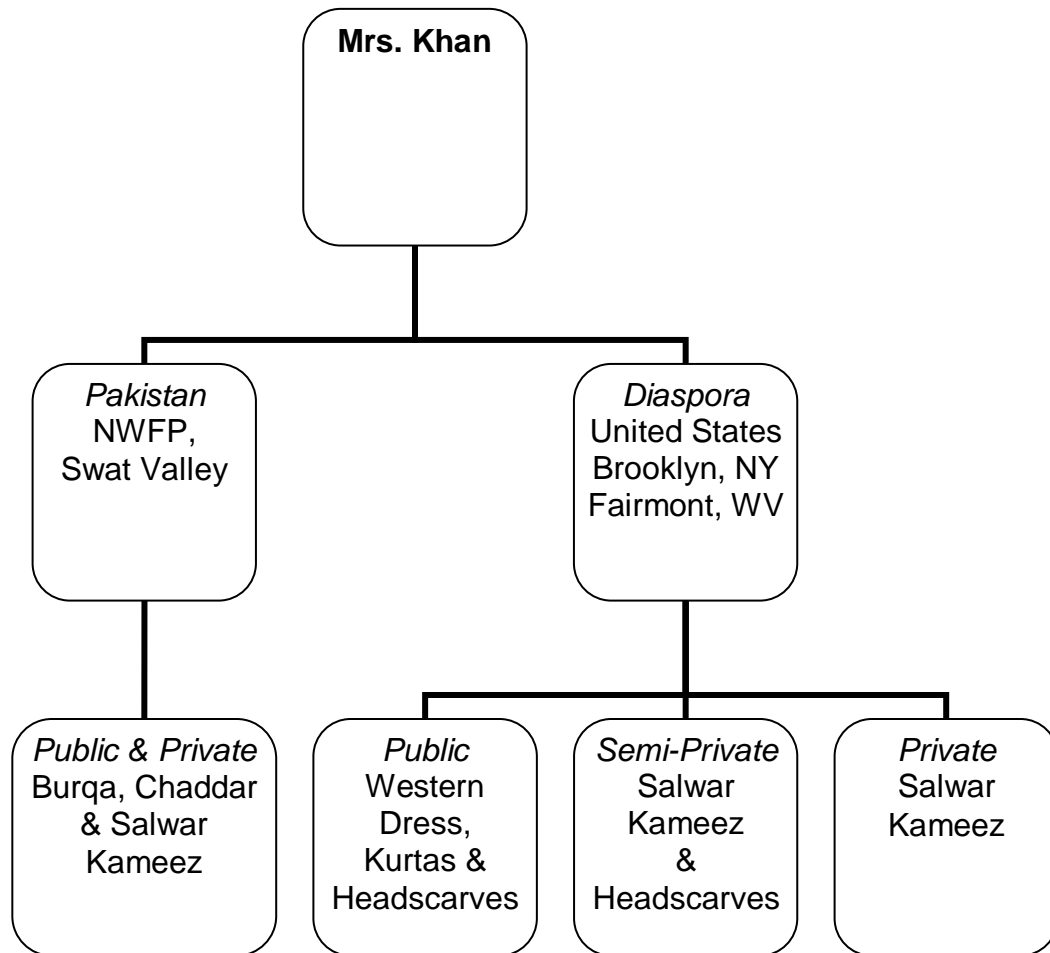 Mrs. Khan
Pakistan
NWFP,
Swat Valley
Diaspora
United States
Brooklyn, NY
Fairmont, WV
Public & Private
Burqa, Chaddar
& Salwar
Kameez
Public
Western
Dress,
Kurtas &
Headscarves
Semi-Private
Salwar
Kameez
&
Headscarves
Private
Salwar
Kameez